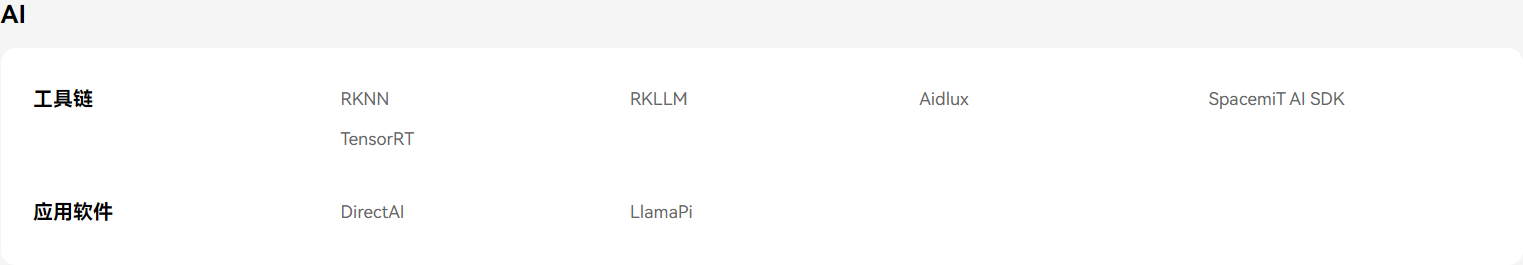 AI
工具链 RKNN RKLLM Aidlux SpacemiT AI SDK
TensorRT
应用软件 DirectAI LlamaPi